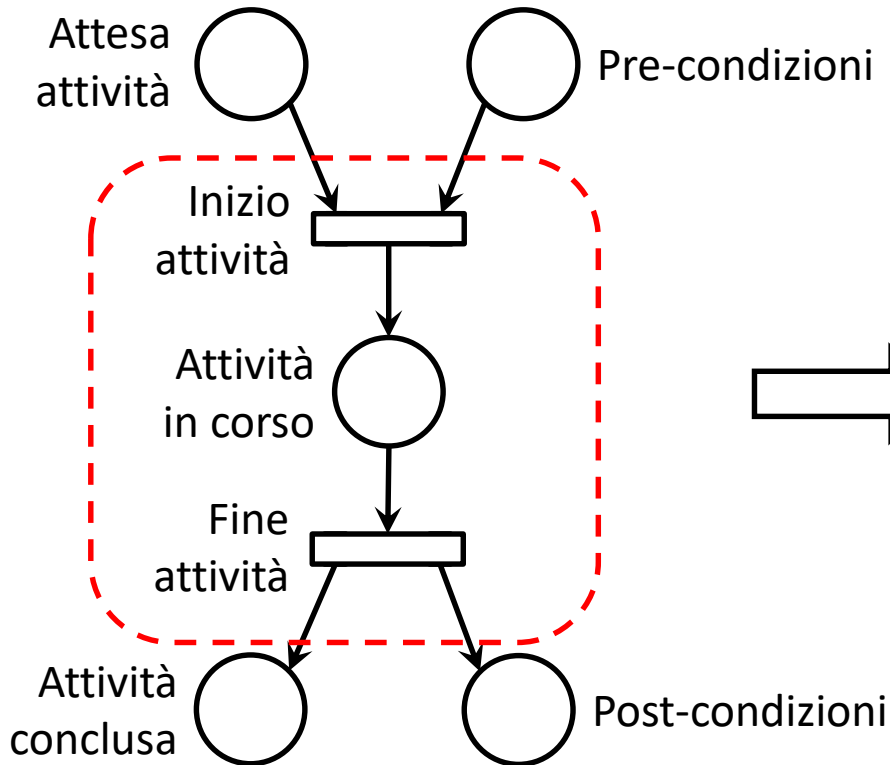 Attesa
attività
Pre-condizioni
Inizio
attività
Attività
in corso
Fine
attività
Attività
conclusa
Post-condizioni